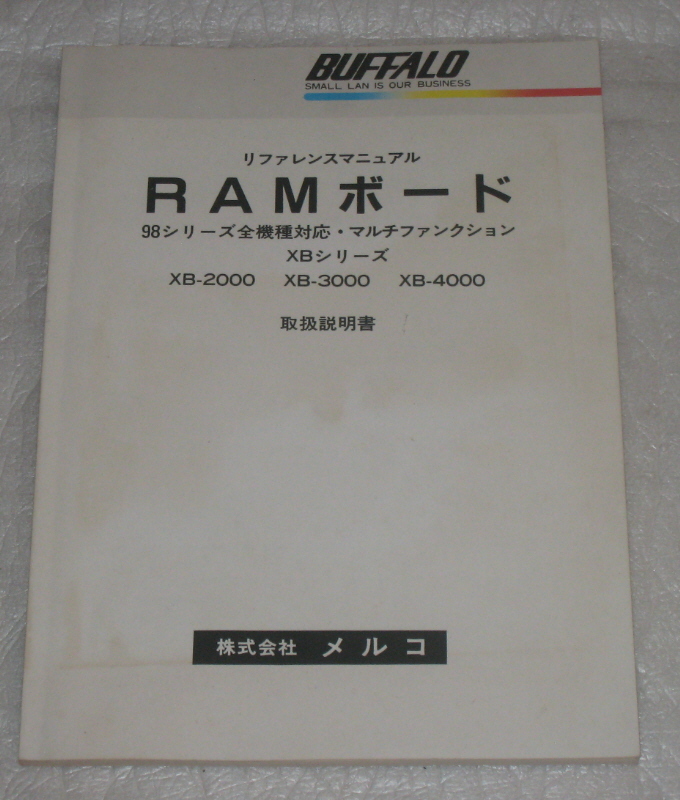 BUFFALO
SMALL LAN IS OUR BUSINESS
リファレンスマニュアル
RAMボード
98シリーズ全機種対応・マルチファンクション
XBシリーズ
XB-2000 XB-3000 XB-4000
取扱説明書
株式会社 メルコ